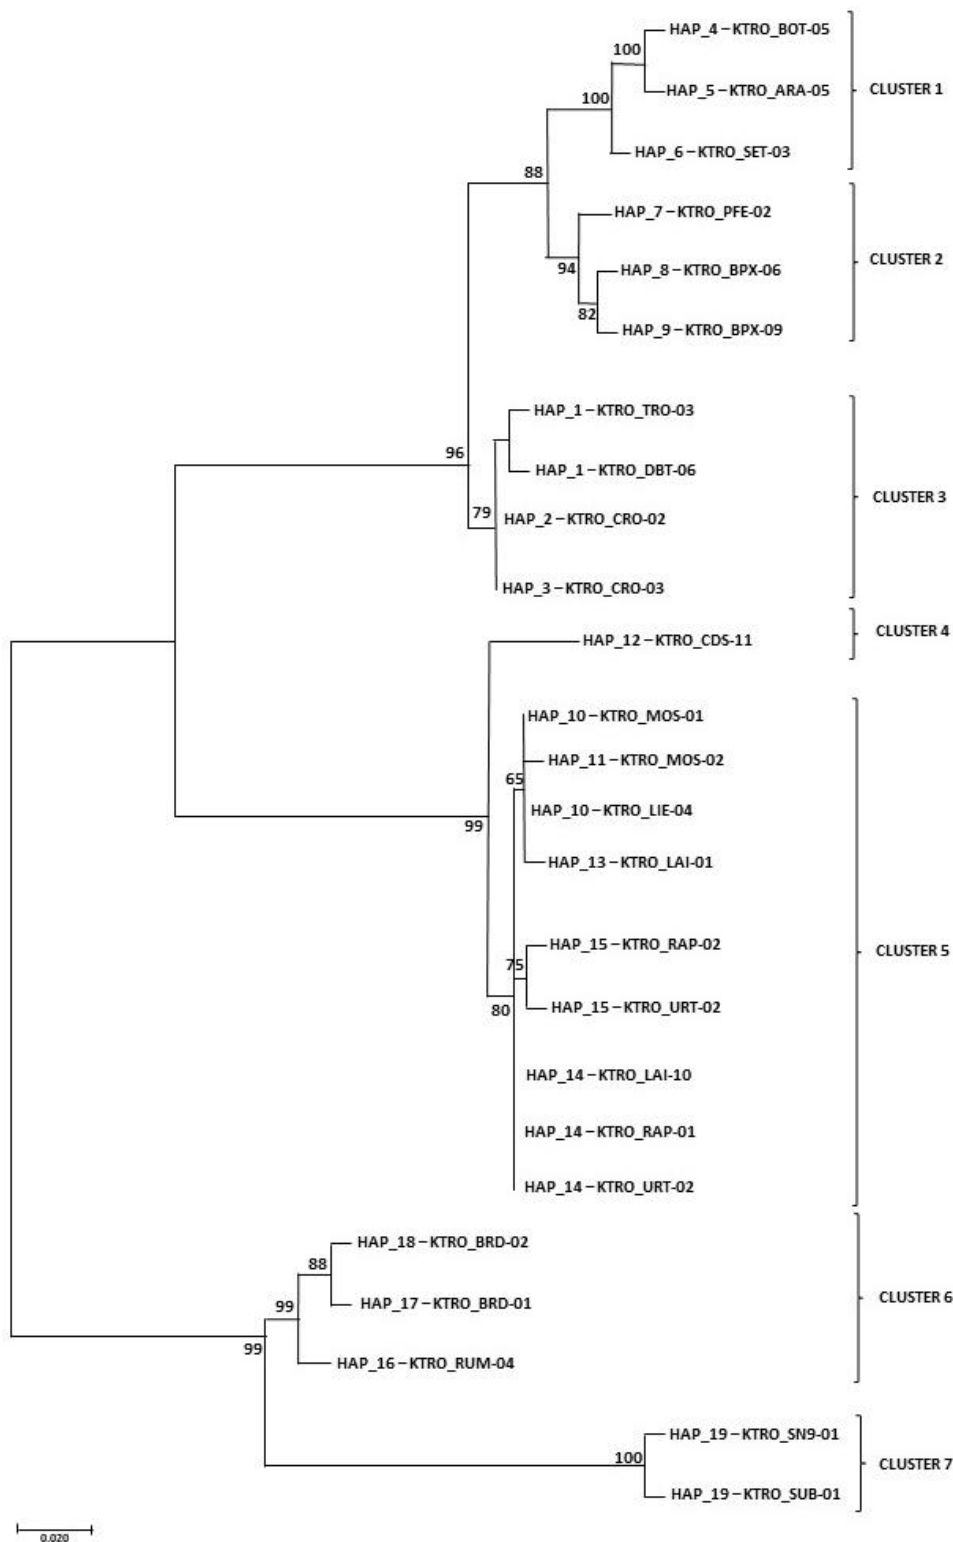 HAP_4 – KTRO_BOT-05
100
HAP_5 – KTRO_ARA-05
CLUSTER 1
100
HAP_6 – KTRO_SET-03
88
HAP_7 – KTRO_PFE-02
CLUSTER 2
94
HAP_8 – KTRO_BPX-06
82
HAP_9 – KTRO_BPX-09
HAP_1 – KTRO_TRO-03
96
HAP_1 – KTRO_DBT-06
CLUSTER 3
79
HAP_2 – KTRO_CRO-02
HAP_3 – KTRO_CRO-03
CLUSTER 4
HAP_12 – KTRO_CDS-11
HAP_10 – KTRO_MOS-01
HAP_11 – KTRO_MOS-02
65
HAP_10 – KTRO_LIE-04
99
HAP_13 – KTRO_LAI-01
HAP_15 – KTRO_RAP-02
CLUSTER 5
75
HAP_15 – KTRO_URT-02
80
HAP_14 – KTRO_LAI-10
HAP_14 – KTRO_RAP-01
HAP_14 – KTRO_URT-02
HAP_18 – KTRO_BRD-02
88
CLUSTER 6
HAP_17 – KTRO_BRD-01
99
99
HAP_16 – KTRO_RUM-04
HAP_19 – KTRO_SN9-01
100
CLUSTER 7
HAP_19 – KTRO_SUB-01
0.020